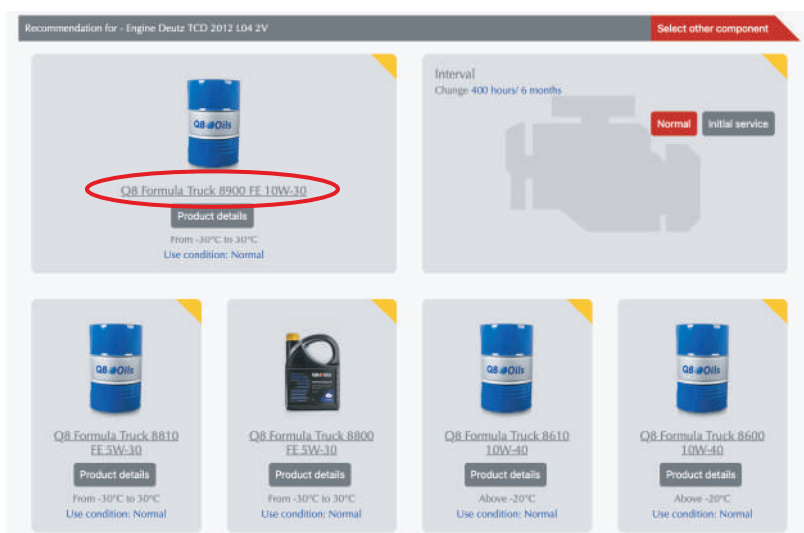 Recommendation for - Engine Deutz TCD 2012 L04 2V
Select other component
Q8 Oils
Q8 Formula Truck 8900 FE 10W-30
Product details
From -30°C to 30°C
Use condition: Normal
Interval
Change 400 hours/ 6 months
Normal
Initial service
Q8 Oils
Q8 Formula Truck 8810
FE 5W-30
Product details
From -30°C to 30°C
Use condition: Normal
Q8 Oils
Q8 Formula Truck 8800
FE 5W-30
Product details
From -30°C to 30°C
Use condition: Normal
Q8 Oils
Q8 Formula Truck 8610
10W-40
Product details
Above -20°C
Use condition: Normal
Q8 Oils
Q8 Formula Truck 8600
10W-40
Product details
Above -20°C
Use condition: Normal